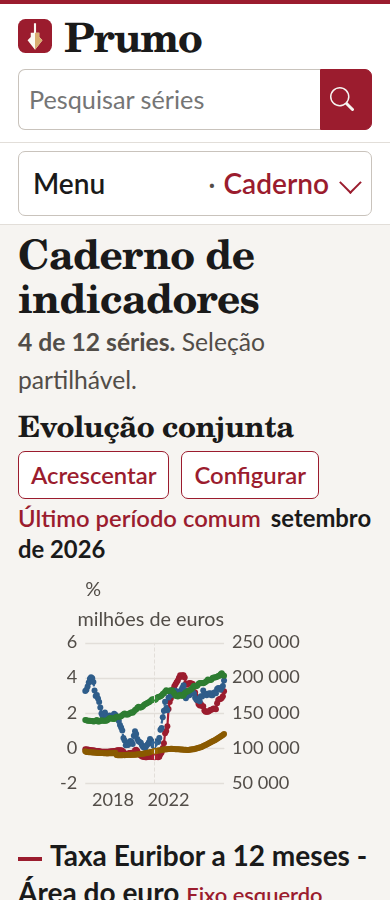 Prumo
Pesquisar séries
Menu · Caderno
Caderno de
indicadores
4 de 12 séries. Seleção
partilhável.
Evolução conjunta
Acrescentar Configurar
Último período comum setembro
de 2026
%
milhões de euros
6 250 000
4 200 000
2 150 000
0 100 000
-2 50 000
2018 2022
Taxa Euribor a 12 meses -
Área do euro Eixo esquerdo